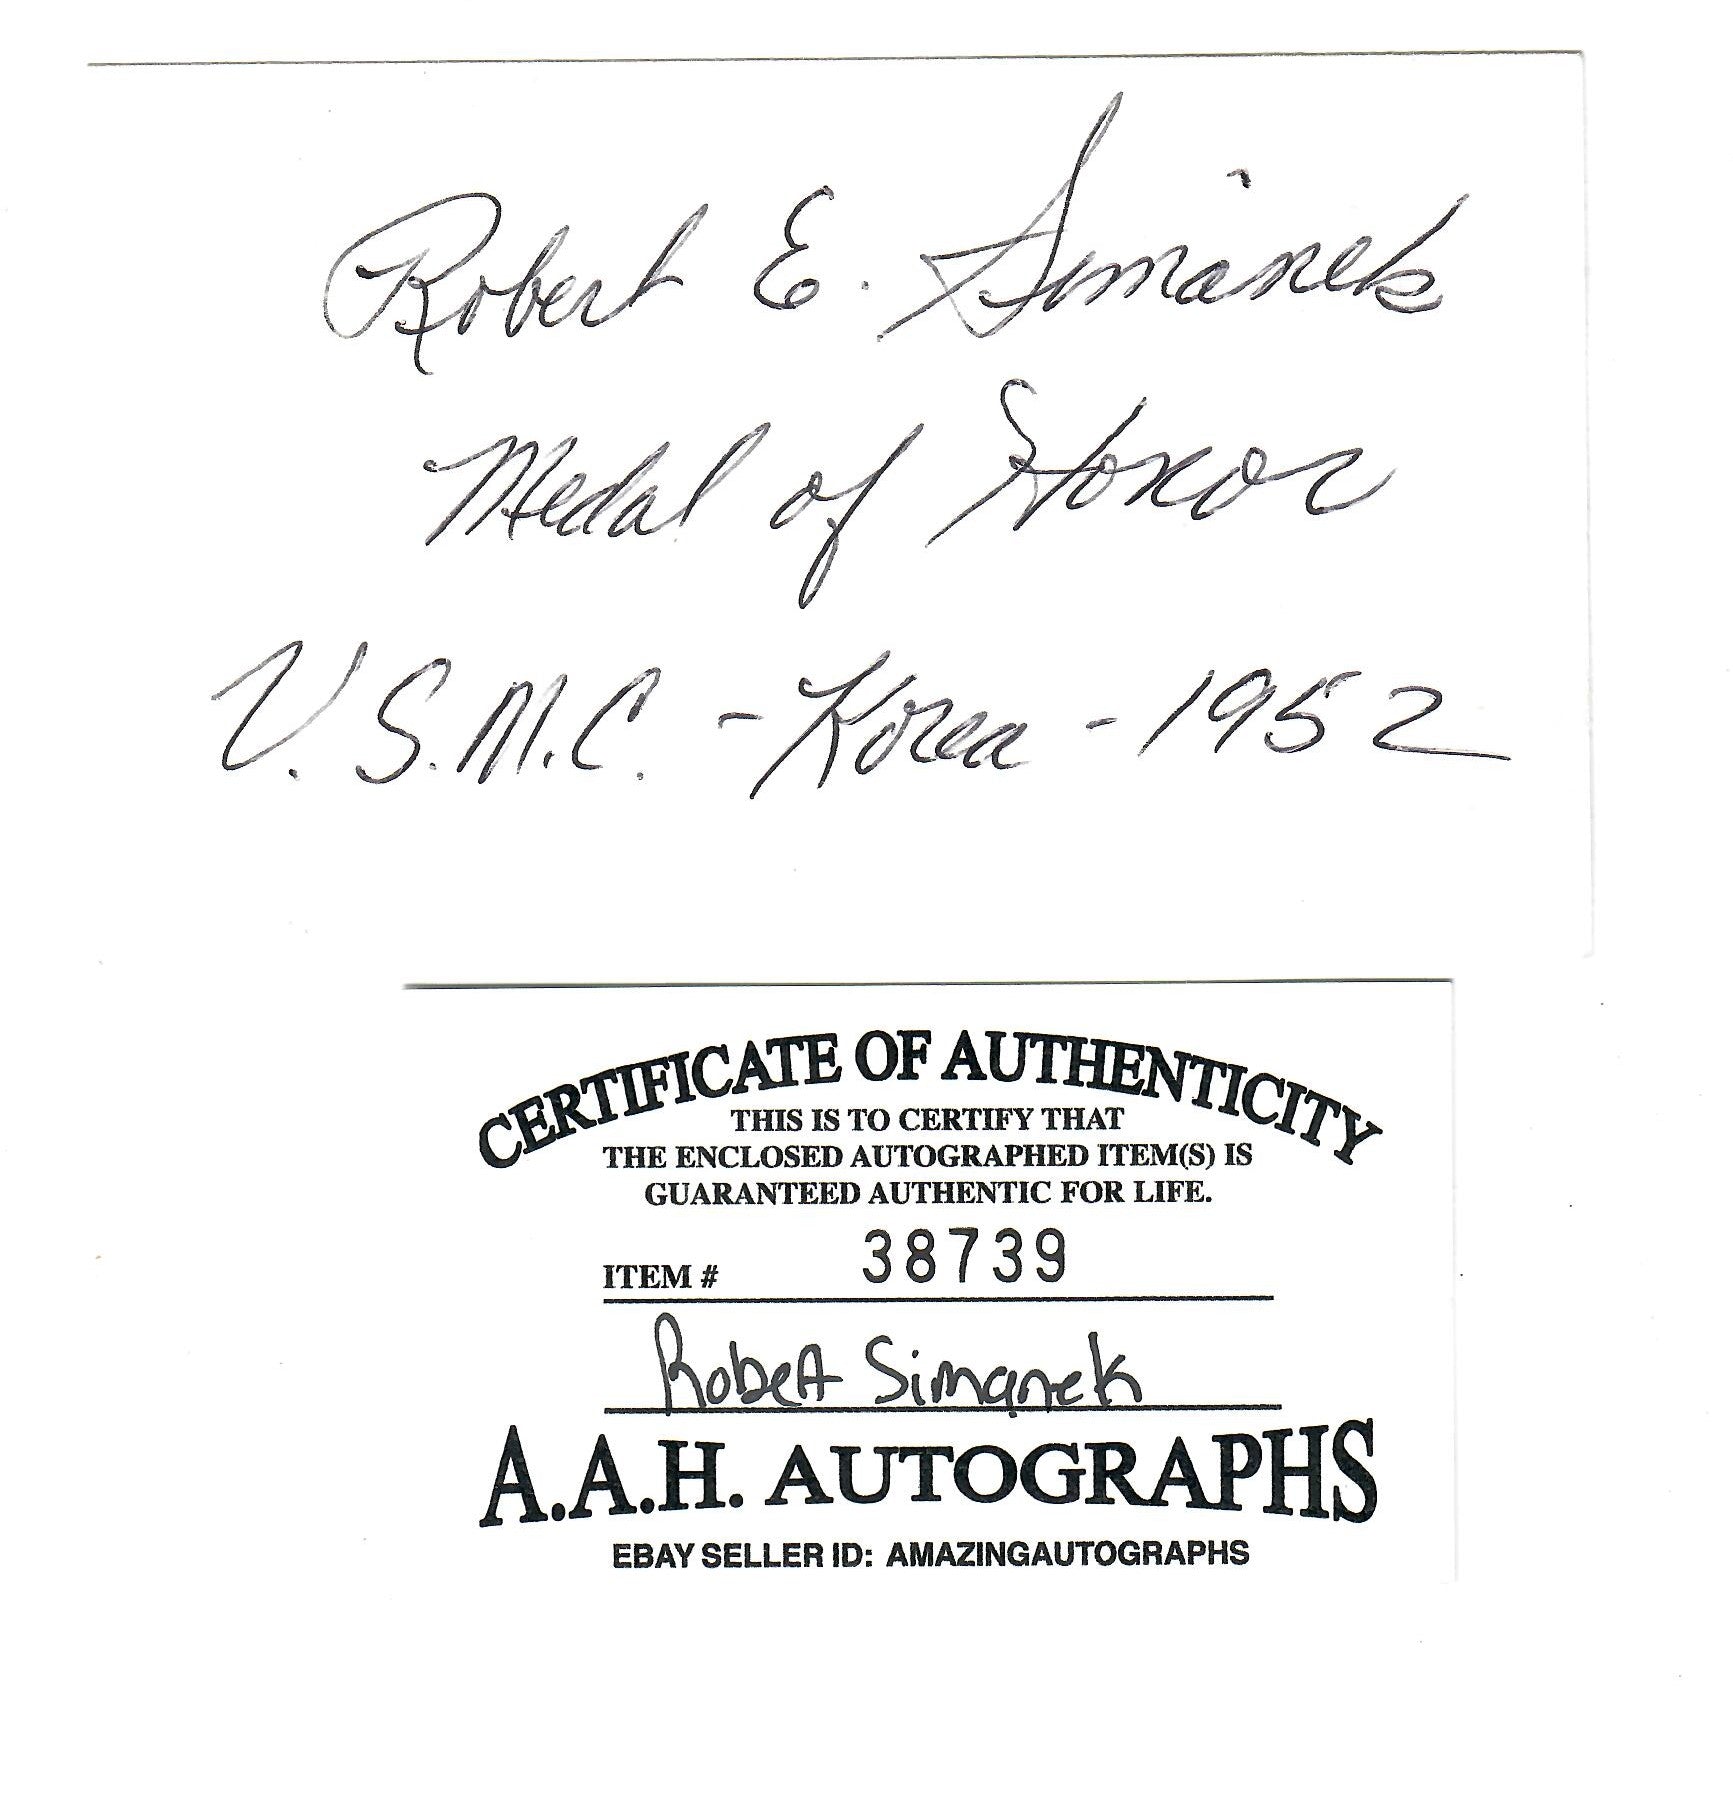 Robert E. Simanek
Medal of Honor
U.S.M.C. - Korea - 1952
CERTIFICATE OF AUTHENTICITY
THIS IS TO CERTIFY THAT
THE ENCLOSED AUTOGRAPHED ITEM(S) IS
GUARANTEED AUTHENTIC FOR LIFE.
ITEM # 38739
Robert Simanek
A.A.H. AUTOGRAPHS
EBAY SELLER ID: AMAZINGAUTOGRAPHS